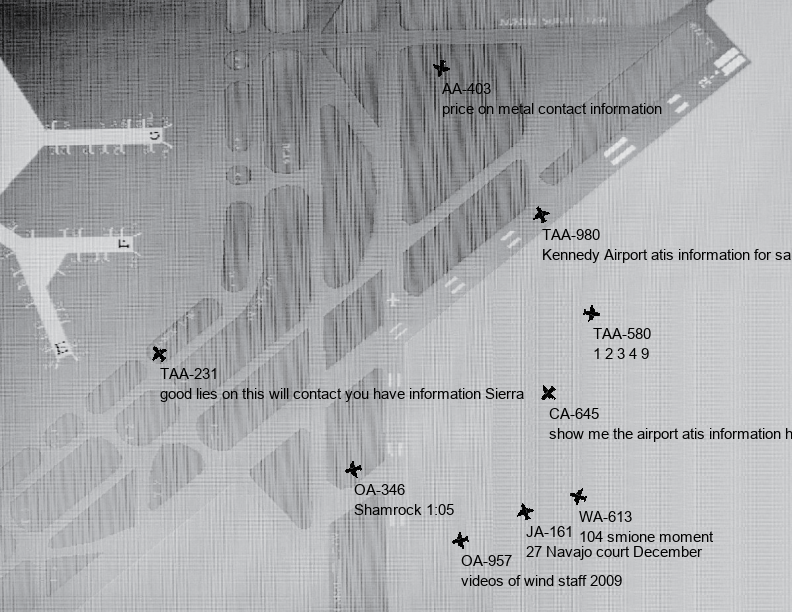 AA-403
price on metal contact information
TAA-980
Kennedy Airport atis information for sa
TAA-580
1 2 3 4 9
TAA-231
good lies on this will contact you have information Sierra
CA-645
show me the airport atis information h
OA-346
Shamrock 1:05
WA-613
104 smione moment
JA-161
27 Navajo court December
OA-957
videos of wind staff 2009